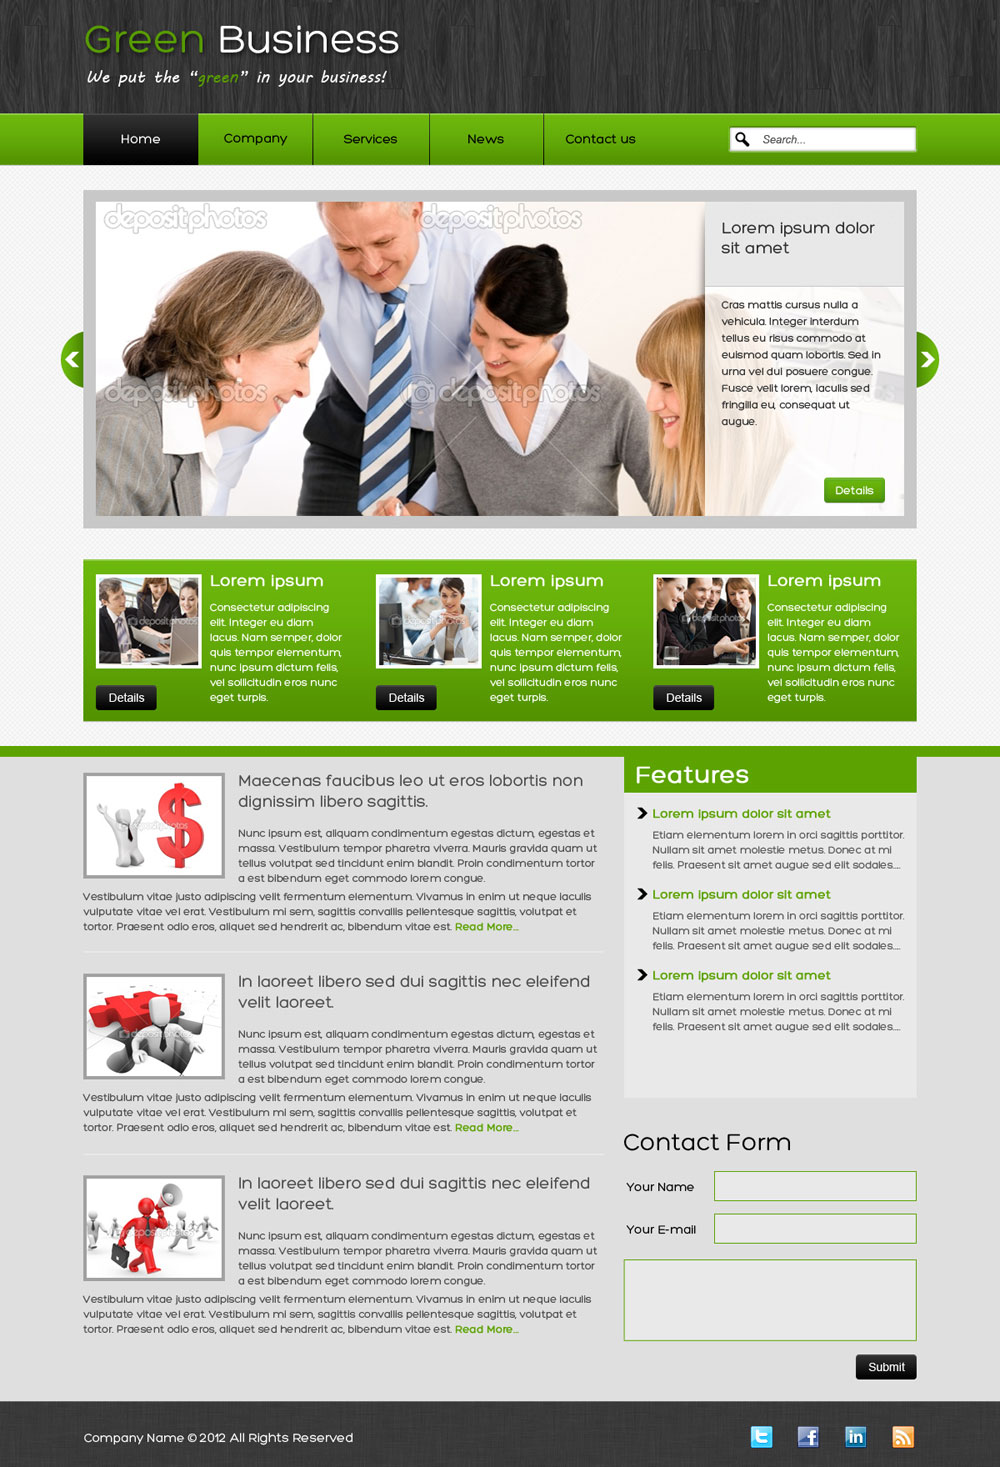 Green Business
We put the “green” in your business!
Home Company Services News Contact us Search...
depositphotos depositphotos
depositphotos depositphotos
Lorem ipsum dolor
sit amet
Cras mattis cursus nulla a
vehicula. Integer interdum
tellus eu risus commodo at
euismod quam lobortis. Sed in
urna vel dui posuere congue.
Fusce velit lorem, iaculis sed
fringilla eu, consequat ut
augue.
Details
Lorem ipsum
Consectetur adipiscing
elit. Integer eu diam
lacus. Nam semper, dolor
quis tempor elementum,
nunc ipsum dictum felis,
vel sollicitudin eros nunc
eget turpis.
depositphotos
Details
Lorem ipsum
Consectetur adipiscing
elit. Integer eu diam
lacus. Nam semper, dolor
quis tempor elementum,
nunc ipsum dictum felis,
vel sollicitudin eros nunc
eget turpis.
depositphotos
Details
Lorem ipsum
Consectetur adipiscing
elit. Integer eu diam
lacus. Nam semper, dolor
quis tempor elementum,
nunc ipsum dictum felis,
vel sollicitudin eros nunc
eget turpis.
depositphotos
Details
depositphotos
Maecenas faucibus leo ut eros lobortis non
dignissim libero sagittis.
Nunc ipsum est, aliquam condimentum egestas dictum, egestas et
massa. Vestibulum tempor pharetra viverra. Mauris gravida quam ut
tellus volutpat sed tincidunt enim blandit. Proin condimentum tortor
a est bibendum eget commodo lorem congue.
Vestibulum vitae justo adipiscing velit fermentum elementum. Vivamus in enim ut neque iaculis
vulputate vitae vel erat. Vestibulum mi sem, sagittis convallis pellentesque sagittis, volutpat et
tortor. Praesent odio eros, aliquet sed hendrerit ac, bibendum vitae est. Read More...
depositphotos
In laoreet libero sed dui sagittis nec eleifend
velit laoreet.
Nunc ipsum est, aliquam condimentum egestas dictum, egestas et
massa. Vestibulum tempor pharetra viverra. Mauris gravida quam ut
tellus volutpat sed tincidunt enim blandit. Proin condimentum tortor
a est bibendum eget commodo lorem congue.
Vestibulum vitae justo adipiscing velit fermentum elementum. Vivamus in enim ut neque iaculis
vulputate vitae vel erat. Vestibulum mi sem, sagittis convallis pellentesque sagittis, volutpat et
tortor. Praesent odio eros, aliquet sed hendrerit ac, bibendum vitae est. Read More...
depositphotos
In laoreet libero sed dui sagittis nec eleifend
velit laoreet.
Nunc ipsum est, aliquam condimentum egestas dictum, egestas et
massa. Vestibulum tempor pharetra viverra. Mauris gravida quam ut
tellus volutpat sed tincidunt enim blandit. Proin condimentum tortor
a est bibendum eget commodo lorem congue.
Vestibulum vitae justo adipiscing velit fermentum elementum. Vivamus in enim ut neque iaculis
vulputate vitae vel erat. Vestibulum mi sem, sagittis convallis pellentesque sagittis, volutpat et
tortor. Praesent odio eros, aliquet sed hendrerit ac, bibendum vitae est. Read More...
Features
Lorem ipsum dolor sit amet
Etiam elementum lorem in orci sagittis porttitor.
Nullam sit amet molestie metus. Donec at mi
felis. Praesent sit amet augue sed elit sodales....
Lorem ipsum dolor sit amet
Etiam elementum lorem in orci sagittis porttitor.
Nullam sit amet molestie metus. Donec at mi
felis. Praesent sit amet augue sed elit sodales....
Lorem ipsum dolor sit amet
Etiam elementum lorem in orci sagittis porttitor.
Nullam sit amet molestie metus. Donec at mi
felis. Praesent sit amet augue sed elit sodales....
Contact Form
Your Name
Your E-mail
Submit
Company Name © 2012 All Rights Reserved
t f in